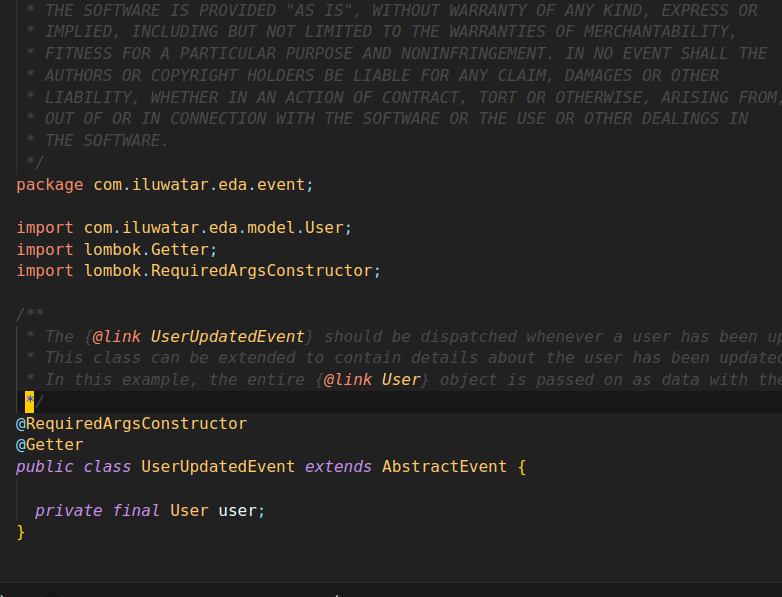 * THE SOFTWARE IS PROVIDED "AS IS", WITHOUT WARRANTY OF ANY KIND, EXPRESS OR
* IMPLIED, INCLUDING BUT NOT LIMITED TO THE WARRANTIES OF MERCHANTABILITY,
* FITNESS FOR A PARTICULAR PURPOSE AND NONINFRINGEMENT. IN NO EVENT SHALL THE
* AUTHORS OR COPYRIGHT HOLDERS BE LIABLE FOR ANY CLAIM, DAMAGES OR OTHER
* LIABILITY, WHETHER IN AN ACTION OF CONTRACT, TORT OR OTHERWISE, ARISING FROM,
* OUT OF OR IN CONNECTION WITH THE SOFTWARE OR THE USE OR OTHER DEALINGS IN
* THE SOFTWARE.
*/
package com.iluwatar.eda.event;

import com.iluwatar.eda.model.User;
import lombok.Getter;
import lombok.RequiredArgsConstructor;

/**
* The {@link UserUpdatedEvent} should be dispatched whenever a user has been up
* This class can be extended to contain details about the user has been updated
* In this example, the entire {@link User} object is passed on as data with the
*/
@RequiredArgsConstructor
@Getter
public class UserUpdatedEvent extends AbstractEvent {

  private final User user;
}